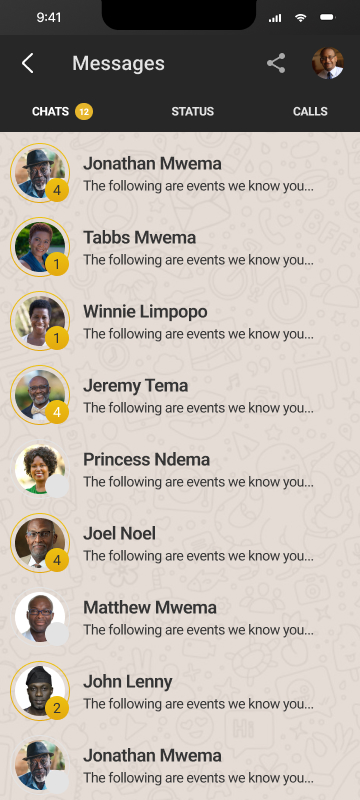 9:41
Messages
CHATS 12 STATUS CALLS
Jonathan Mwema
The following are events we know you...
4
Tabbs Mwema
The following are events we know you...
1
Winnie Limpopo
The following are events we know you...
1
Jeremy Tema
The following are events we know you...
4
Princess Ndema
The following are events we know you...
Joel Noel
The following are events we know you...
4
Matthew Mwema
The following are events we know you...
John Lenny
The following are events we know you...
2
Jonathan Mwema
The following are events we know you...